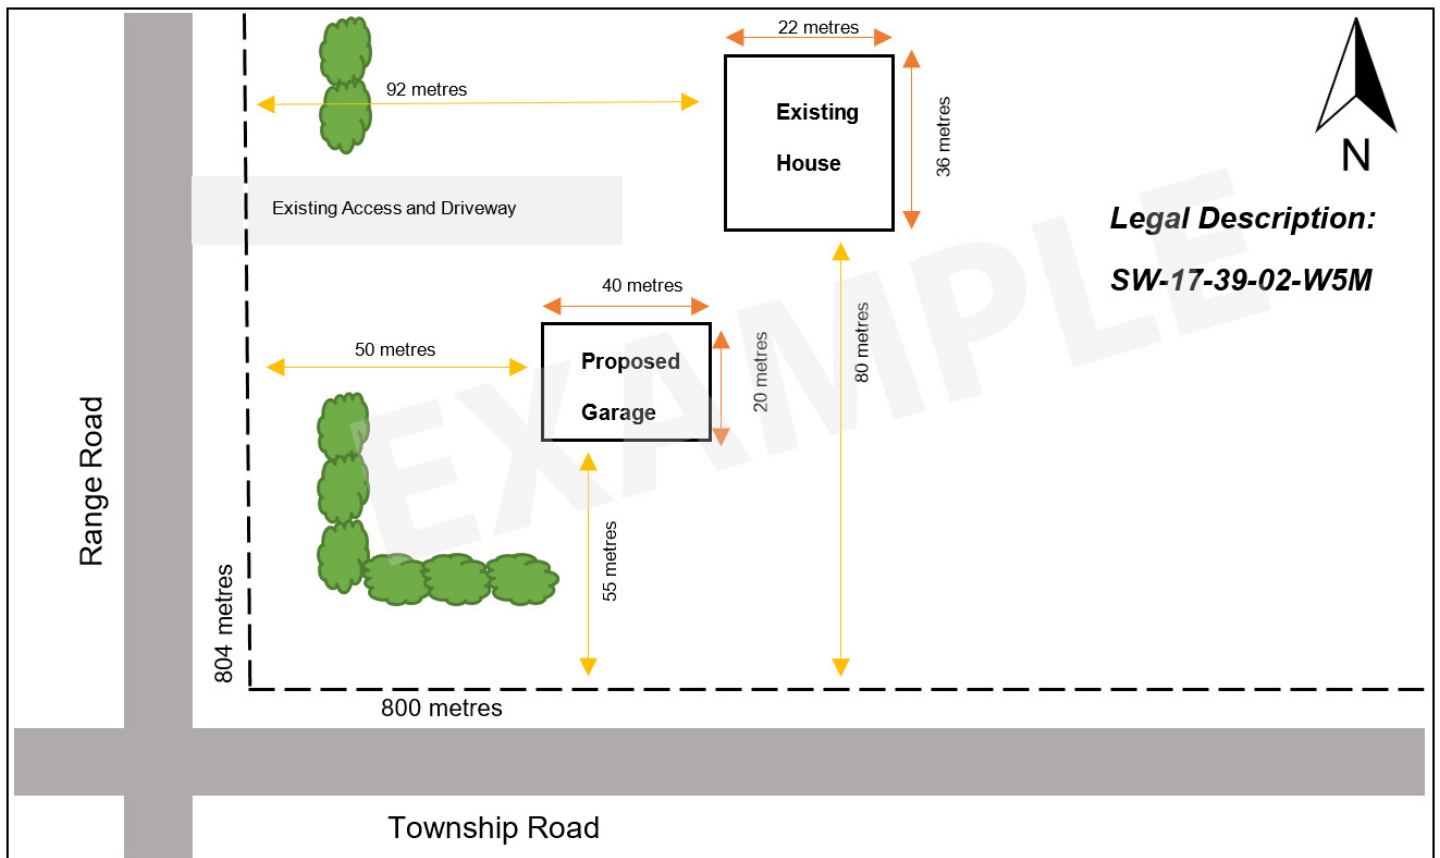 22 metres
92 metres
Existing
House
36 metres
N
Existing Access and Driveway
Legal Description:
SW-17-39-02-W5M
40 metres
50 metres
Proposed
Garage
20 metres
80 metres
EXAMPLE
Range Road
55 metres
804 metres
800 metres
Township Road